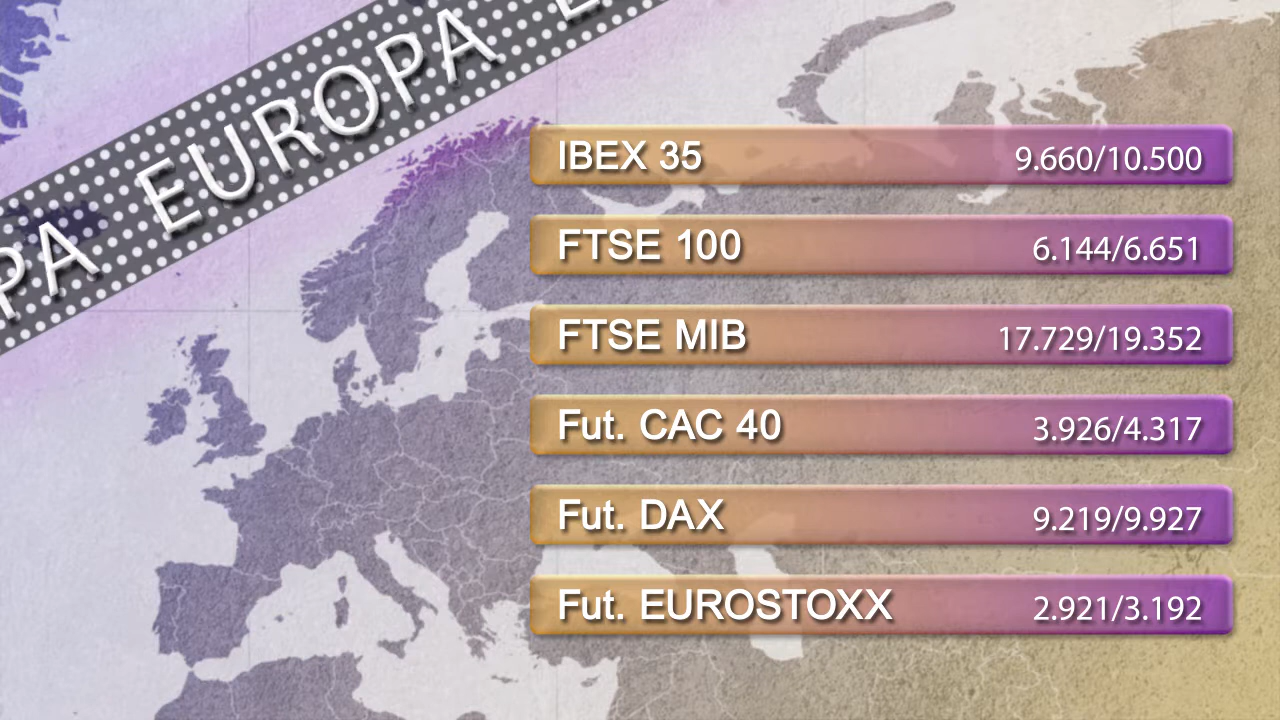 PA EUROPA E
IBEX 35 9.660/10.500
FTSE 100 6.144/6.651
FTSE MIB 17.729/19.352
Fut. CAC 40 3.926/4.317
Fut. DAX 9.219/9.927
Fut. EUROSTOXX 2.921/3.192